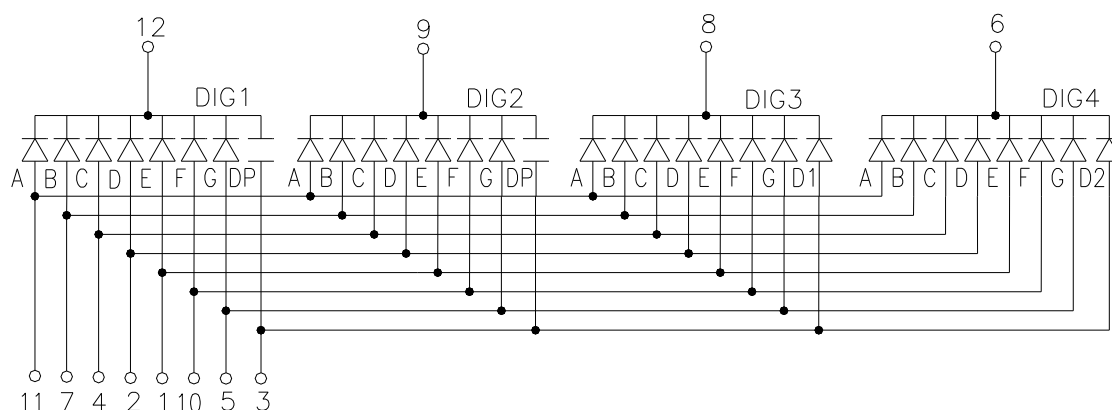 12 9 8 6
DIG1 DIG2 DIG3 DIG4
A B C D E F G DP A B C D E F G DP A B C D E F G D1 A B C D E F G D2
11 7 4 2 1 10 5 3